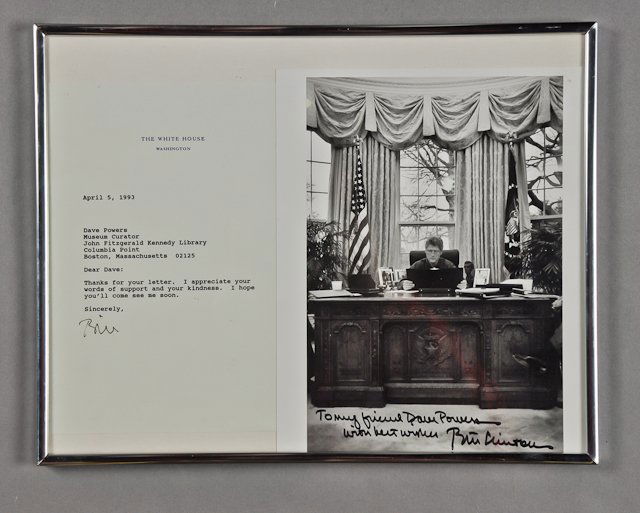 THE WHITE HOUSE
WASHINGTON
April 5, 1993
Dave Powers
Museum Curator
John Fitzgerald Kennedy Library
Columbia Point
Boston, Massachusetts 02125
Dear Dave:
Thanks for your letter. I appreciate your
words of support and your kindness. I hope
you'll come see me soon.
Sincerely,
Bill
To my friend Dave Powers
with best wishes Bill Clinton